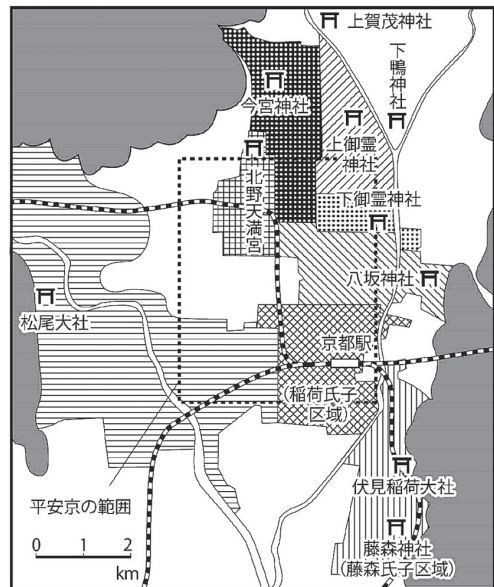 上賀茂神社
下鴨神社
今宮神社
上御霊
神社
北野天満宮
下御霊神社
八坂神社
松尾大社
京都駅
(稲荷氏子
区域)
伏見稲荷大社
平安京の範囲
藤森神社
(藤森氏子区域)
0 1 2
km